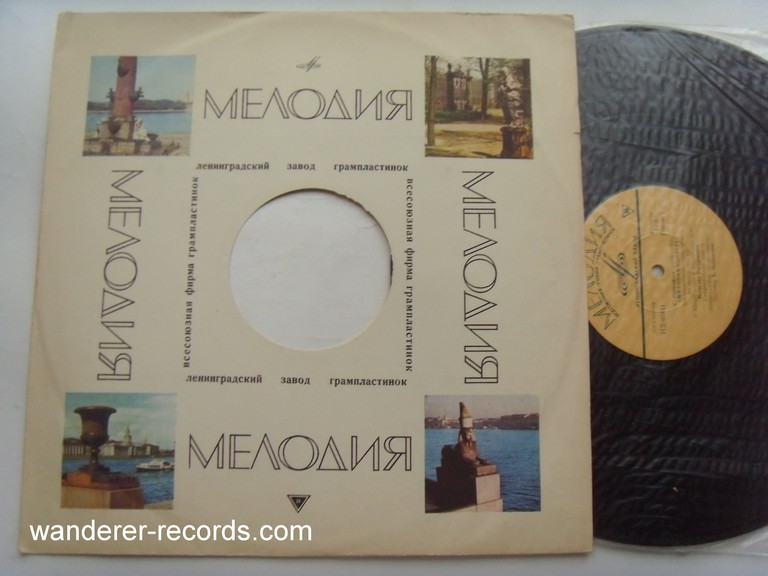 МЕЛОДИЯ
ленинградский завод грампластинок
МЕЛОДИЯ
всесоюзная фирма грампластинок
всесоюзная фирма грампластинок
МЕЛОДИЯ
МЕЛОДИЯ
ленинградский завод грампластинок
МЕЛОДИЯ
wanderer-records.com